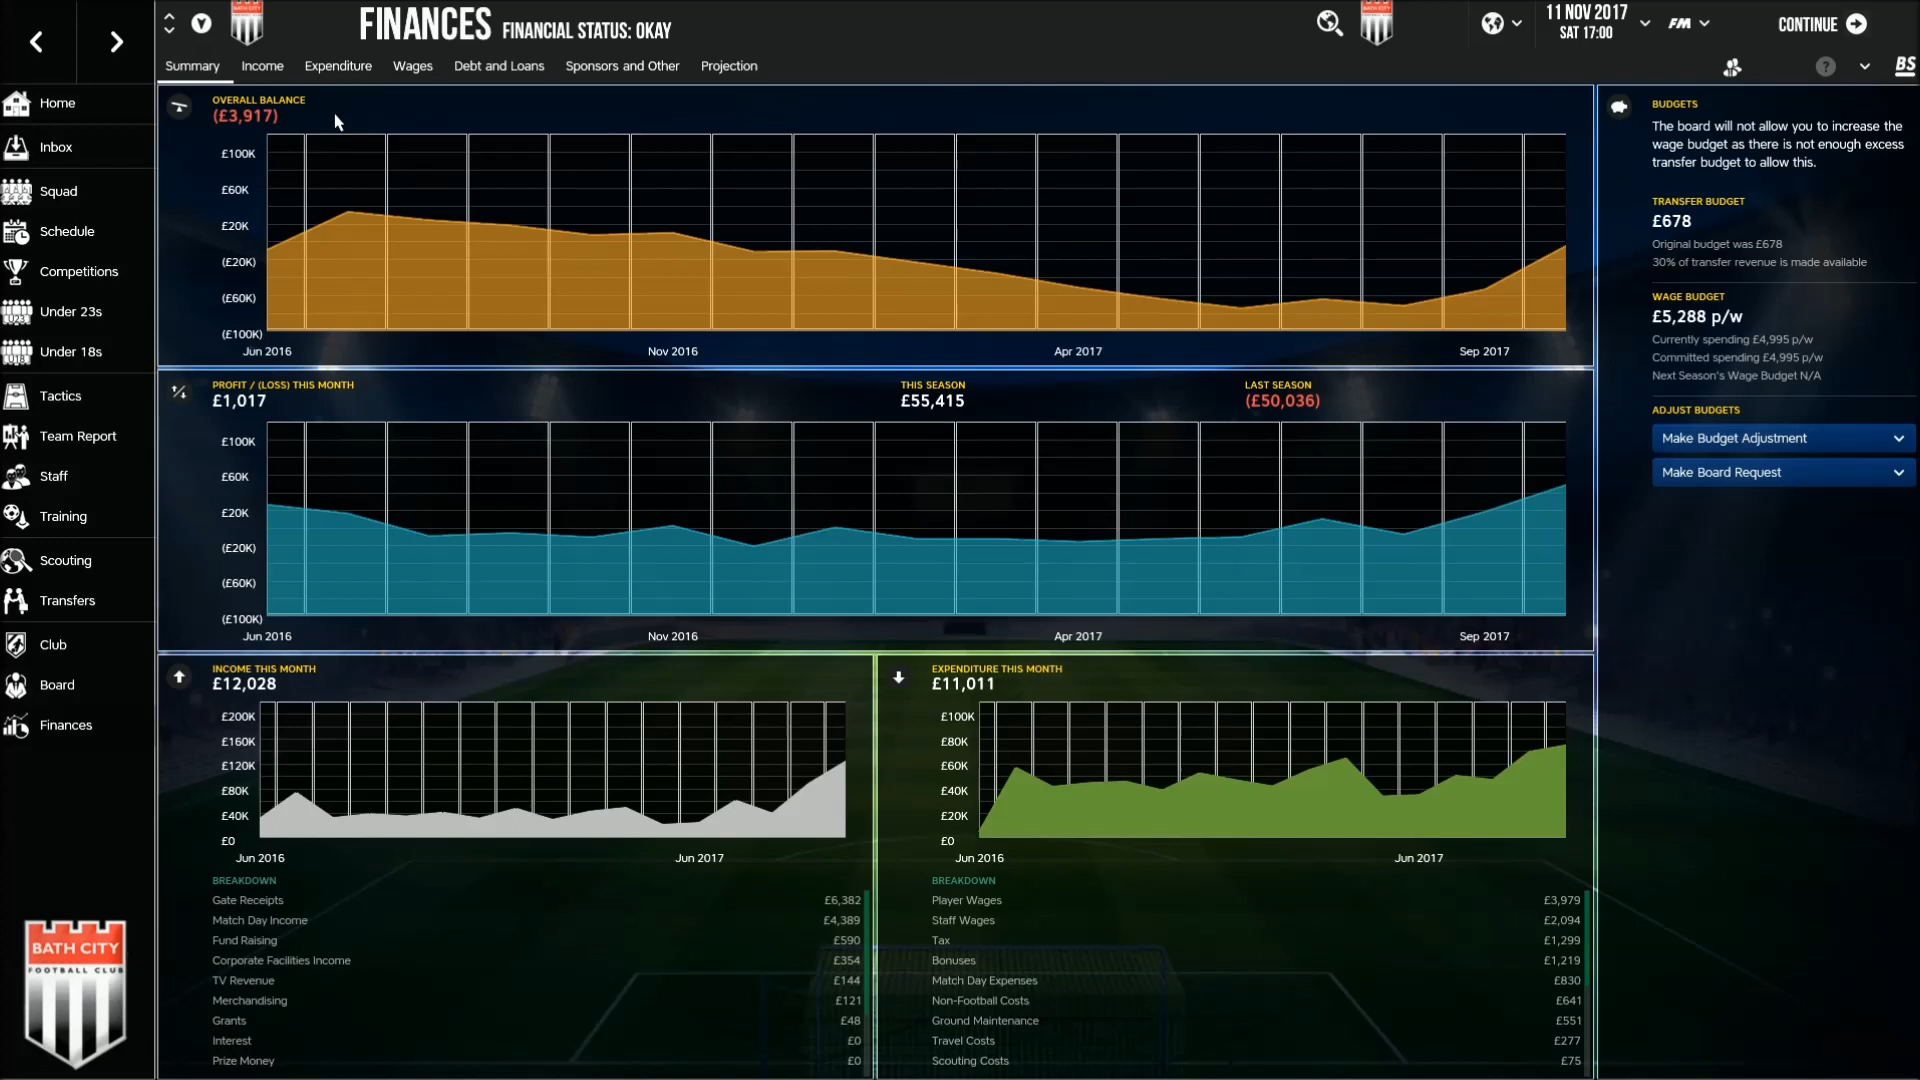 BATH CITY
FINANCES FINANCIAL STATUS: OKAY
BATH CITY
11 NOV 2017
SAT 17:00
FM
CONTINUE
Summary Income Expenditure Wages Debt and Loans Sponsors and Other Projection
?
BS
Home
Inbox
Squad
Schedule
Competitions
U23
Under 23s
U18
Under 18s
Tactics
Team Report
Staff
Training
Scouting
Transfers
Club
Board
Finances
BATH CITY
FOOTBALL CLUB
OVERALL BALANCE
(£3,917)
£100K
£60K
£20K
(£20K)
(£60K)
(£100K)
Jun 2016 Nov 2016 Apr 2017 Sep 2017
PROFIT / (LOSS) THIS MONTH
£1,017
THIS SEASON
£55,415
LAST SEASON
(£50,036)
£100K
£60K
£20K
(£20K)
(£60K)
(£100K)
Jun 2016 Nov 2016 Apr 2017 Sep 2017
INCOME THIS MONTH
£12,028
£200K
£160K
£120K
£80K
£40K
£0
Jun 2016 Jun 2017
BREAKDOWN
Gate Receipts £6,382
Match Day Income £4,389
Fund Raising £590
Corporate Facilities Income £354
TV Revenue £144
Merchandising £121
Grants £48
Interest £0
Prize Money £0
EXPENDITURE THIS MONTH
£11,011
£100K
£80K
£60K
£40K
£20K
£0
Jun 2016 Jun 2017
BREAKDOWN
Player Wages £3,979
Staff Wages £2,094
Tax £1,299
Bonuses £1,219
Match Day Expenses £830
Non-Football Costs £641
Ground Maintenance £551
Travel Costs £277
Scouting Costs £75
BUDGETS
The board will not allow you to increase the
wage budget as there is not enough excess
transfer budget to allow this.
TRANSFER BUDGET
£678
Original budget was £678
30% of transfer revenue is made available
WAGE BUDGET
£5,288 p/w
Currently spending £4,995 p/w
Committed spending £4,995 p/w
Next Season's Wage Budget N/A
ADJUST BUDGETS
Make Budget Adjustment
Make Board Request